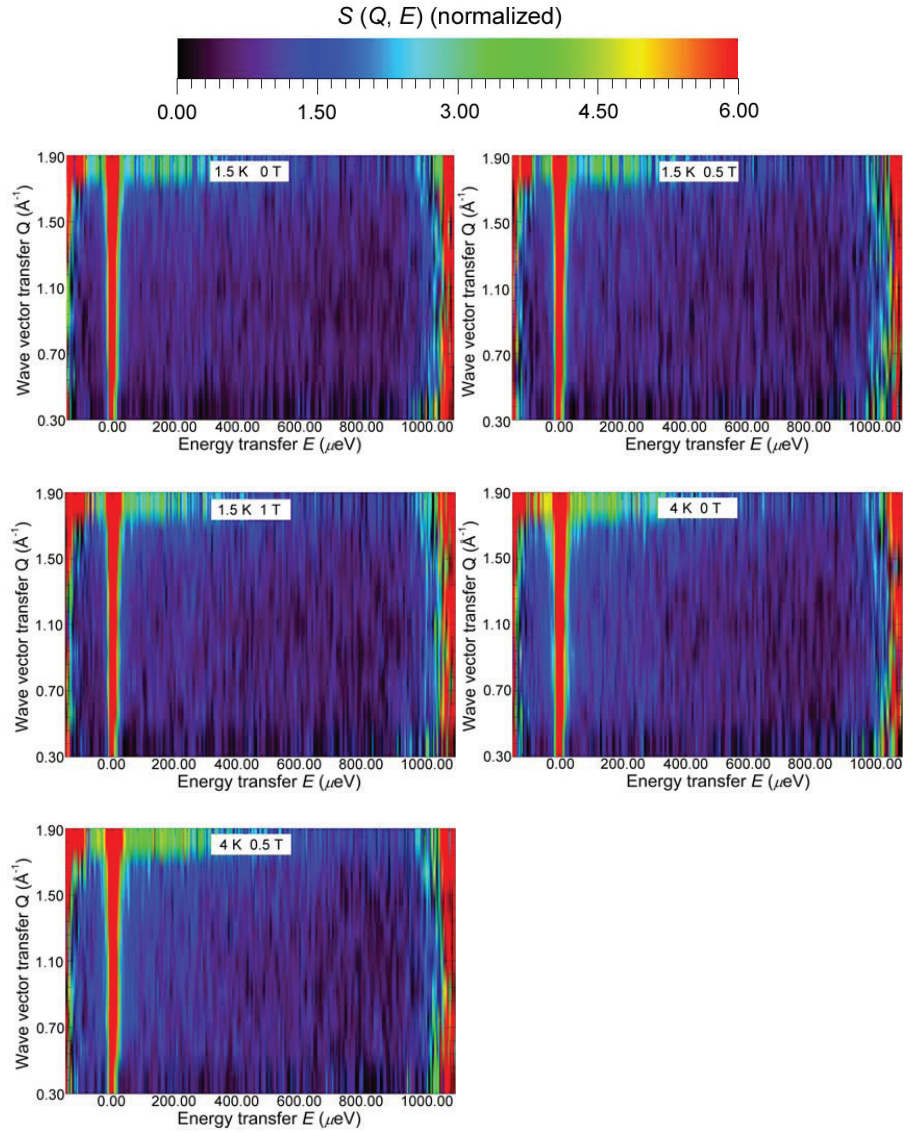 S (Q, E) (normalized)
0.00 1.50 3.00 4.50 6.00
1.5 K 0 T
Wave vector transfer Q (Å⁻¹)
1.90
1.50
1.10
0.70
0.30
0.00 200.00 400.00 600.00 800.00 1000.00
Energy transfer E (μeV)
1.5 K 0.5 T
Wave vector transfer Q (Å⁻¹)
1.90
1.50
1.10
0.70
0.30
0.00 200.00 400.00 600.00 800.00 1000.00
Energy transfer E (μeV)
1.5 K 1 T
Wave vector transfer Q (Å⁻¹)
1.90
1.50
1.10
0.70
0.30
0.00 200.00 400.00 600.00 800.00 1000.00
Energy transfer E (μeV)
4 K 0 T
Wave vector transfer Q (Å⁻¹)
1.90
1.50
1.10
0.70
0.30
0.00 200.00 400.00 600.00 800.00 1000.00
Energy transfer E (μeV)
4 K 0.5 T
Wave vector transfer Q (Å⁻¹)
1.90
1.50
1.10
0.70
0.30
0.00 200.00 400.00 600.00 800.00 1000.00
Energy transfer E (μeV)